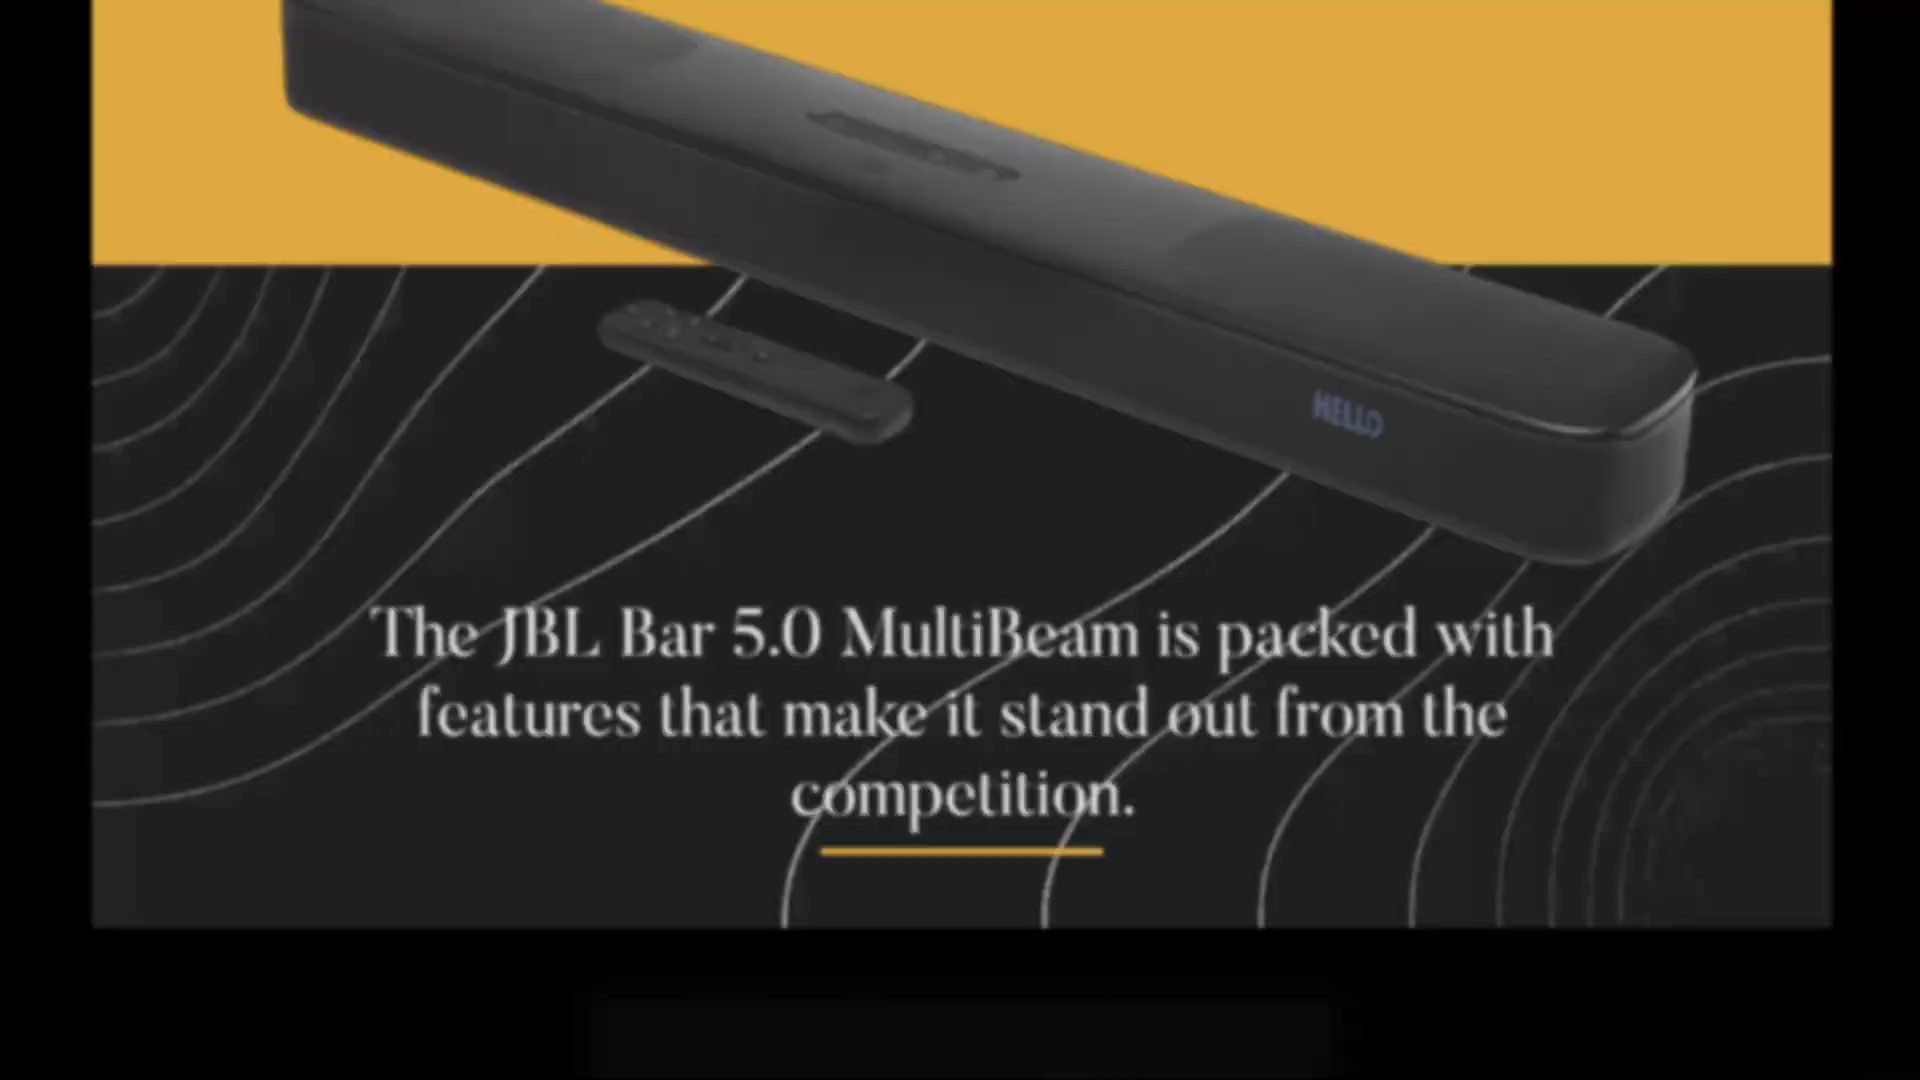 HELLO
The JBL Bar 5.0 MultiBeam is packed with
features that make it stand out from the
competition.